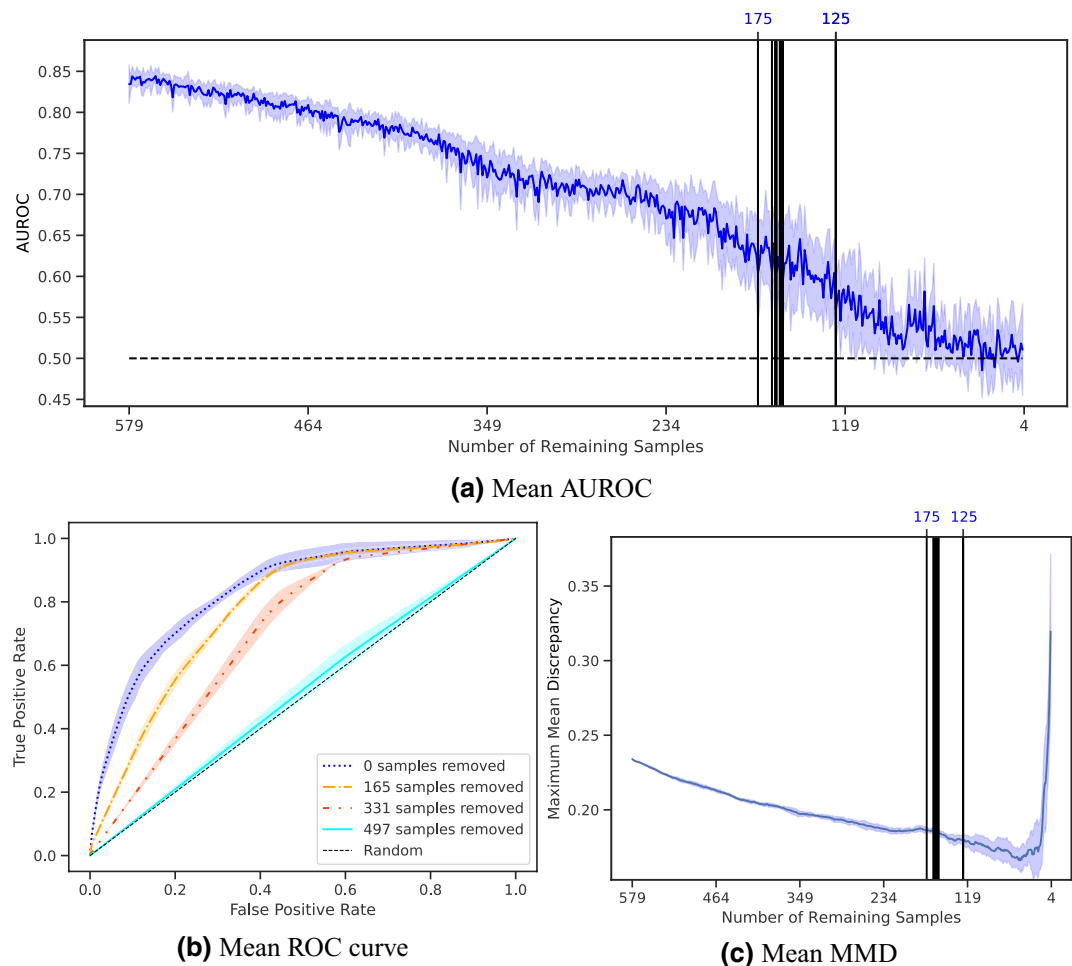 175 125
0.85
0.80
0.75
0.70
0.65
0.60
0.55
0.50
0.45
AUROC
579 464 349 234 119 4
Number of Remaining Samples
(a) Mean AUROC
1.0
0.8
0.6
0.4
0.2
0.0
True Positive Rate
0 samples removed
165 samples removed
331 samples removed
497 samples removed
Random
0.0 0.2 0.4 0.6 0.8 1.0
False Positive Rate
(b) Mean ROC curve
175 125
0.35
0.30
0.25
0.20
Maximum Mean Discrepancy
579 464 349 234 119 4
Number of Remaining Samples
(c) Mean MMD